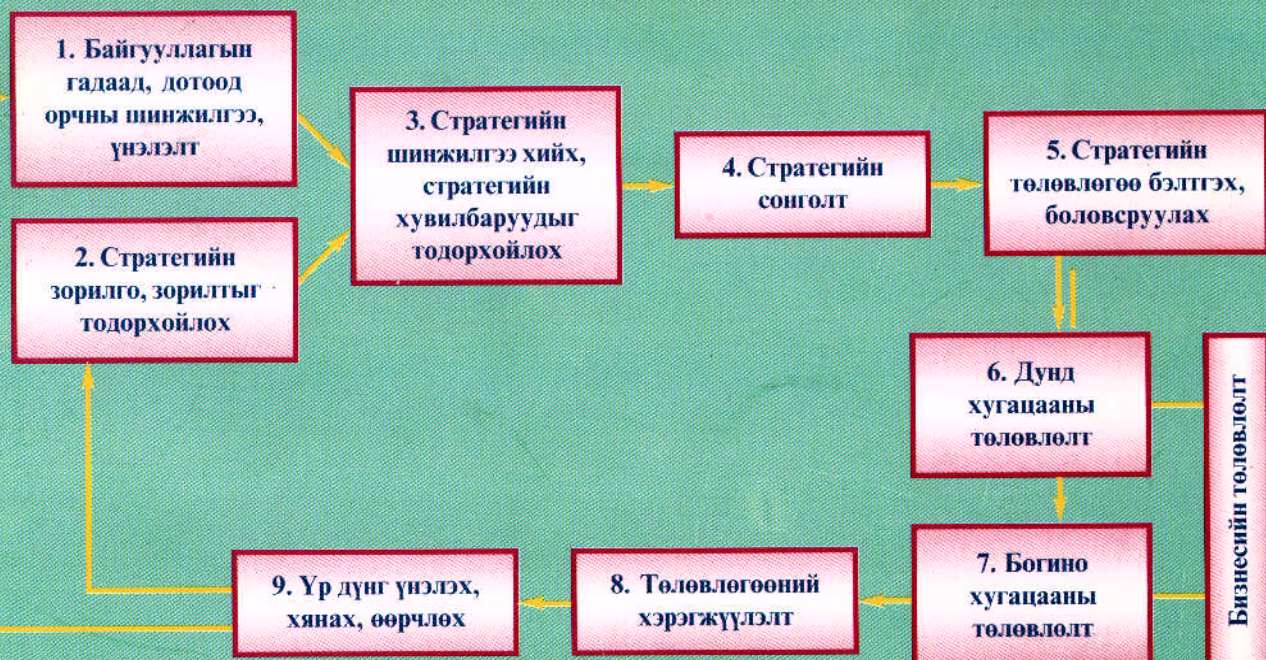 1. Байгууллагын
гадаад, дотоод
орчны шинжилгээ,
үнэлэлт
2. Стратегийн
зорилго, зорилтыг
тодорхойлох
3. Стратегийн
шинжилгээ хийх,
стратегийн
хувилбаруудыг
тодорхойлох
4. Стратегийн
сонголт
5. Стратегийн
төлөвлөгөө бэлтгэх,
боловсруулах
6. Дунд
хугацааны
төлөвлөлт
7. Богино
хугацааны
төлөвлөлт
Бизнесийн төлөвлөлт
8. Төлөвлөгөөний
хэрэгжүүлэлт
9. Үр дүнг үнэлэх,
хянах, өөрчлөх